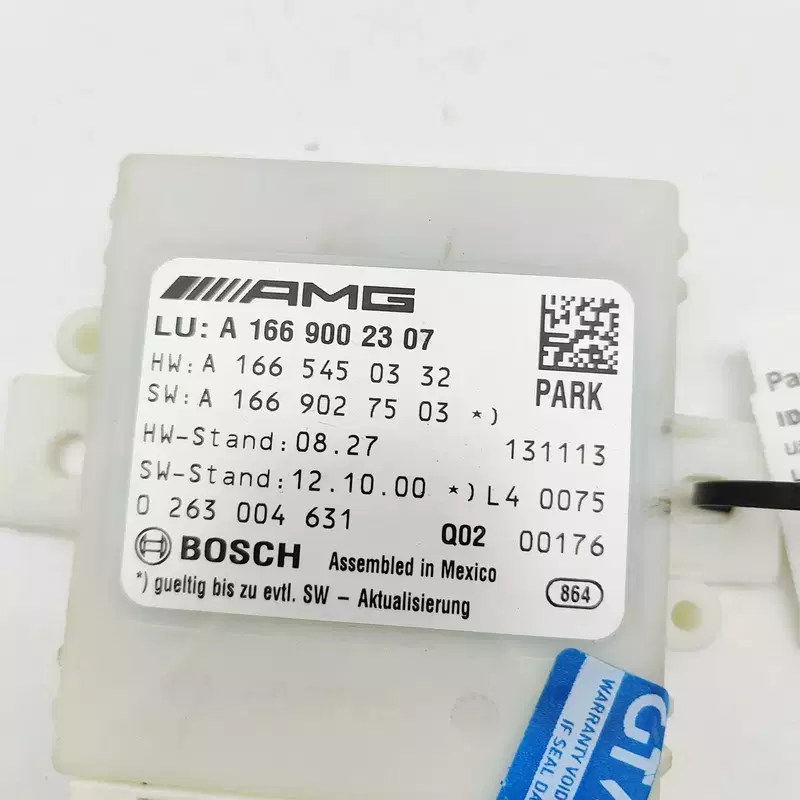 AMG
LU: A 166 900 23 07
HW: A 166 545 03 32
PARK
SW: A 166 902 75 03 *)
HW-Stand: 08.27 131113
SW-Stand: 12.10.00 *) L4 0075
0 263 004 631 Q02 00176
BOSCH Assembled in Mexico
*) gueltig bis zu evtl. SW – Aktualisierung 864
WARRANTY VOID
IF SEAL